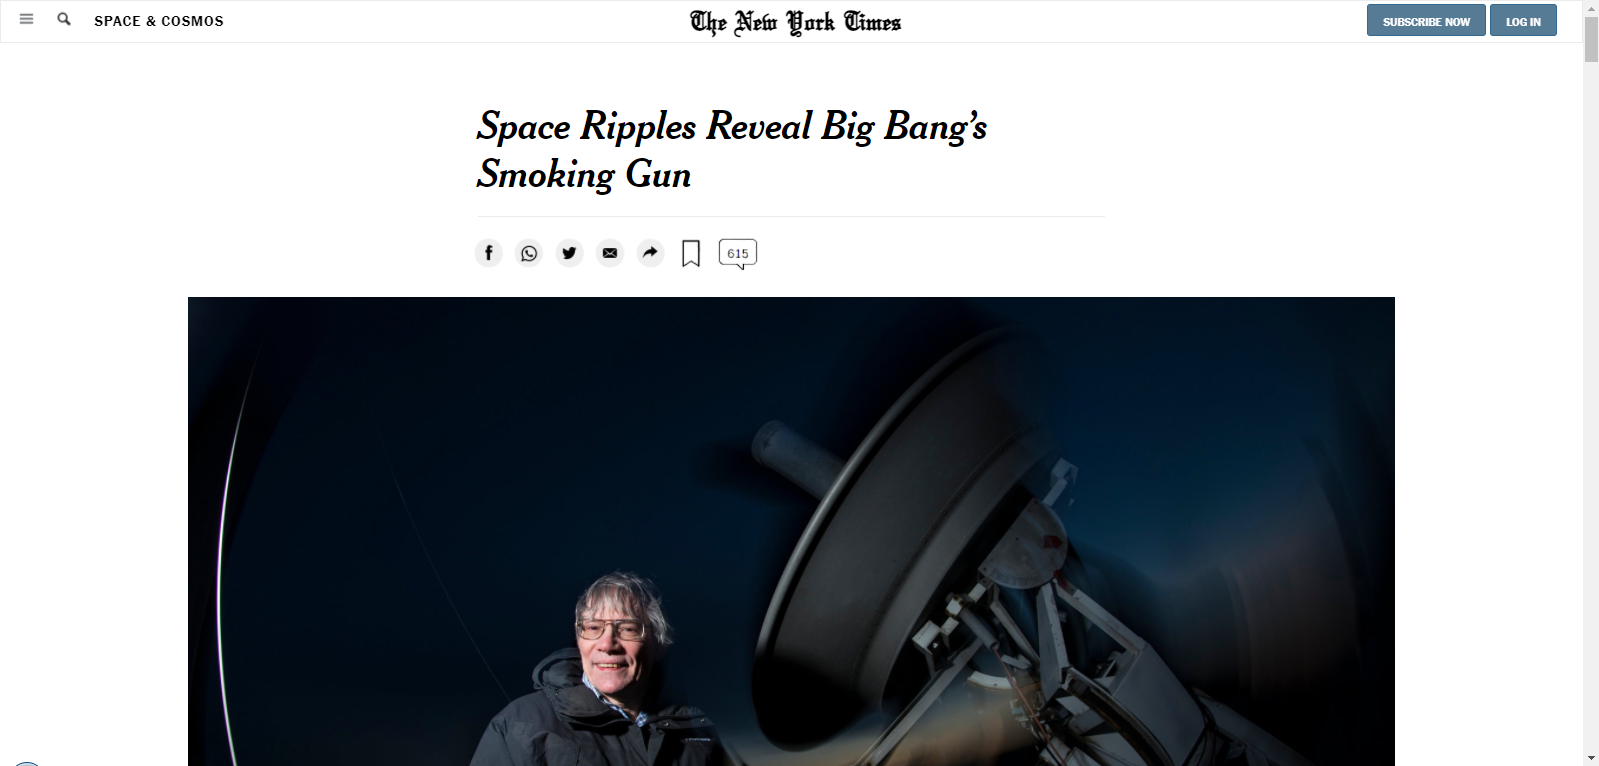 SPACE & COSMOS
The New York Times
SUBSCRIBE NOW
LOG IN
Space Ripples Reveal Big Bang's
Smoking Gun
615